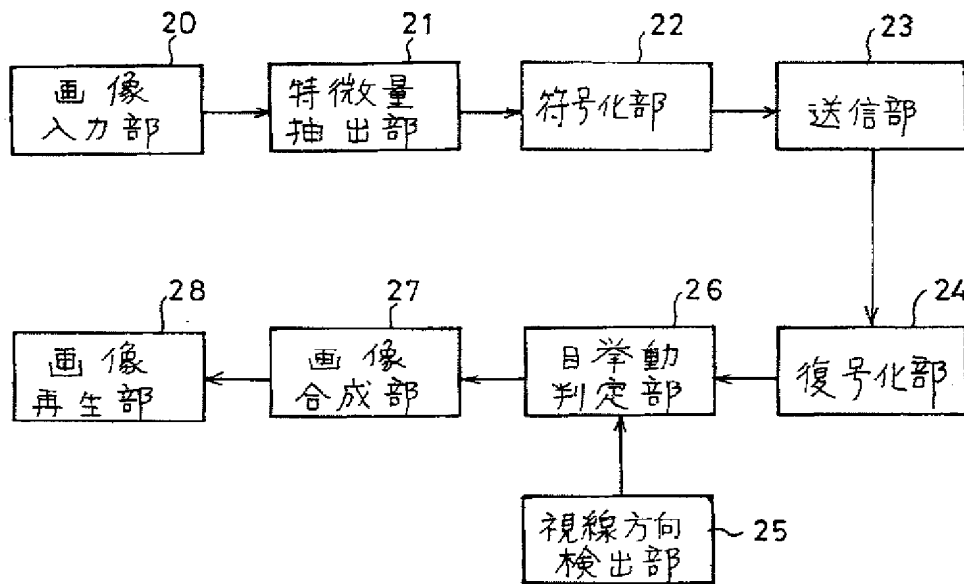 20
21
22
23
画像
入力部
特微量
抽出部
符号化部
送信部
28
27
26
24
画像
再生部
画像
合成部
目挙動
判定部
復号化部
視線方向
検出部
25